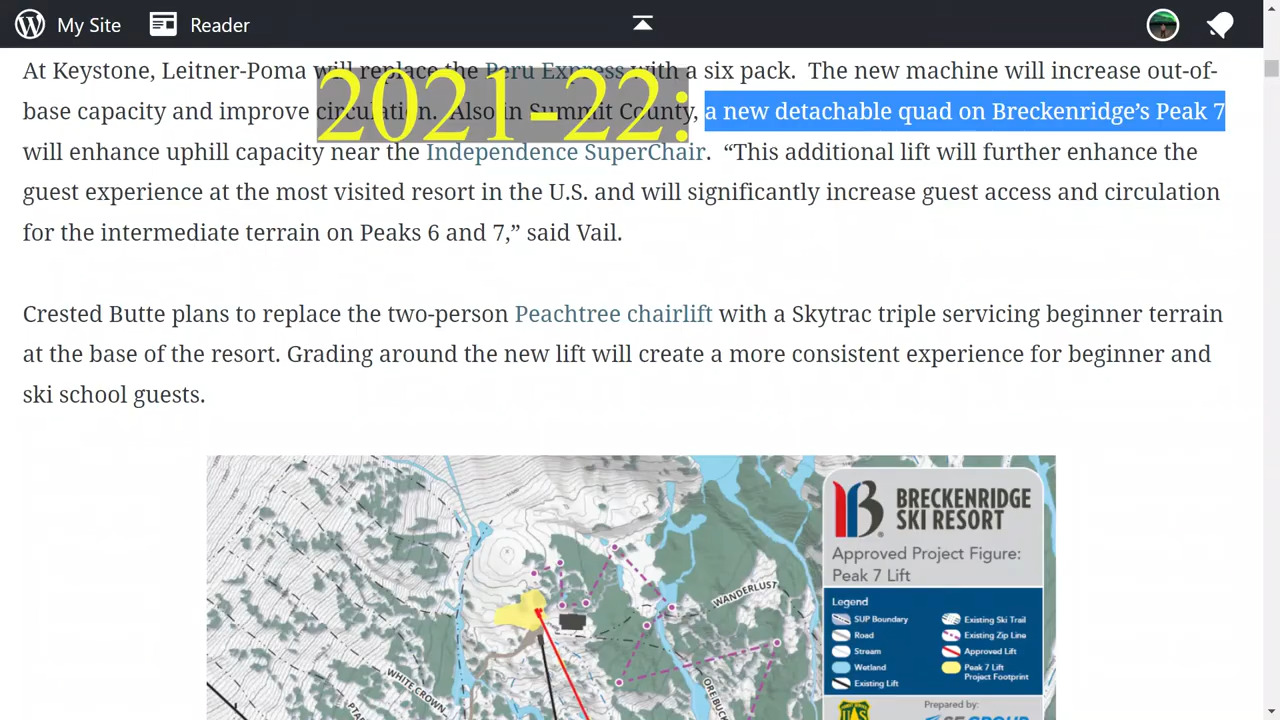 My Site Reader
At Keystone, Leitner-Poma will replace the Peru Express with a six pack. The new machine will increase out-of-
base capacity and improve circulation. Also in Summit County, a new detachable quad on Breckenridge’s Peak 7
2021-22:
will enhance uphill capacity near the Independence SuperChair. “This additional lift will further enhance the
guest experience at the most visited resort in the U.S. and will significantly increase guest access and circulation
for the intermediate terrain on Peaks 6 and 7,” said Vail.
Crested Butte plans to replace the two-person Peachtree chairlift with a Skytrac triple servicing beginner terrain
at the base of the resort. Grading around the new lift will create a more consistent experience for beginner and
ski school guests.
BRECKENRIDGE
SKI RESORT
Approved Project Figure:
Peak 7 Lift
Legend
SUP Boundary
Road
Stream
Wetland
Existing Lift
Existing Ski Trail
Existing Zip Line
Approved Lift
Peak 7 Lift
Project Footprint
Prepared by:
WANDERLUST
WHITE CROWN